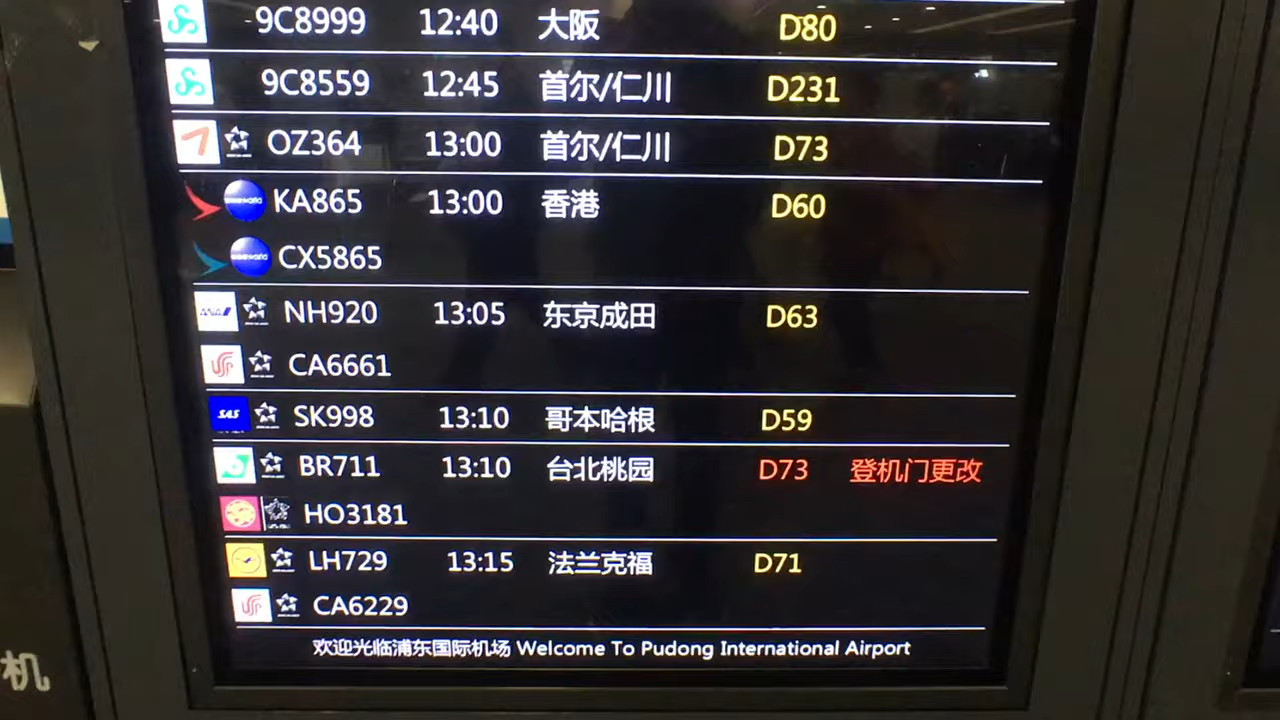 9C8999 12:40 大阪 D80
9C8559 12:45 首尔/仁川 D231
OZ364 13:00 首尔/仁川 D73
KA865 13:00 香港 D60
CX5865
NH920 13:05 东京成田 D63
CA6661
SAS SK998 13:10 哥本哈根 D59
BR711 13:10 台北桃园 D73 登机门更改
HO3181
LH729 13:15 法兰克福 D71
CA6229
欢迎光临浦东国际机场 Welcome To Pudong International Airport
机